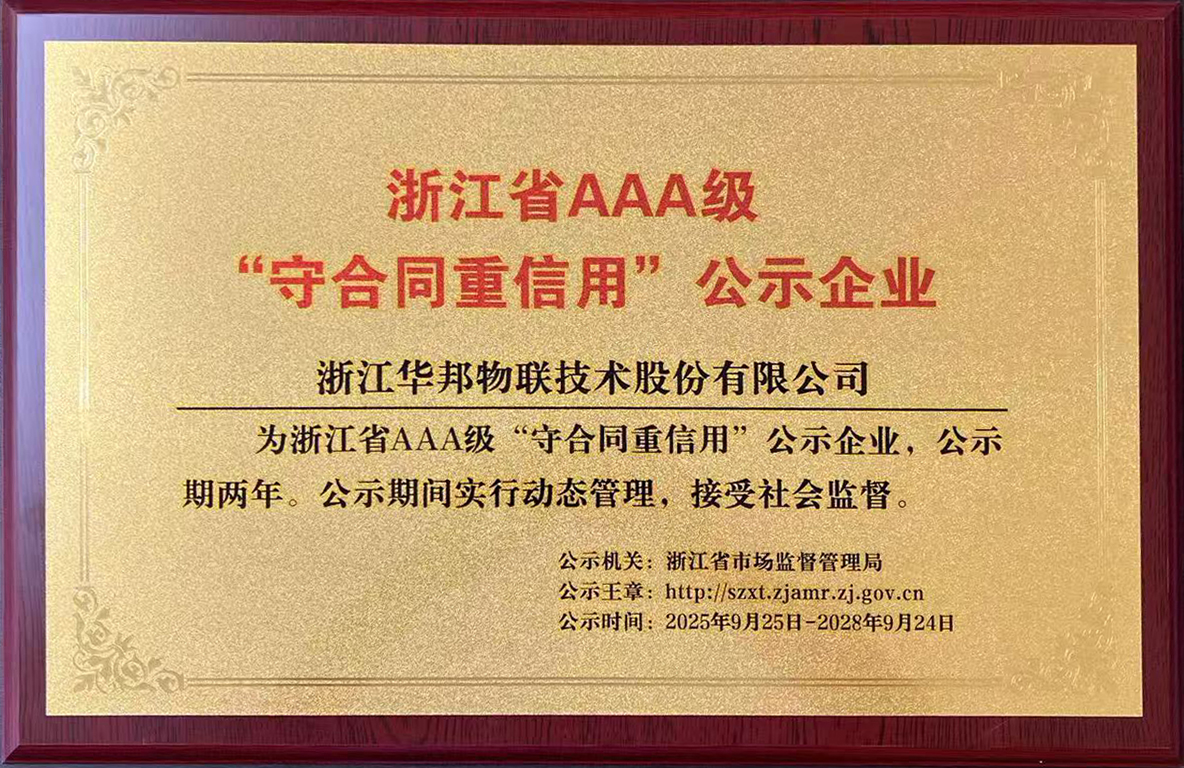 浙江省AAA级
“守合同重信用”公示企业
浙江华邦物联技术股份有限公司
为浙江省AAA级“守合同重信用”公示企业，公示
期两年。公示期间实行动态管理，接受社会监督。
公示机关：浙江省市场监督管理局
公示王章：http://szxt.zjamr.zj.gov.cn
公示时间：2025年9月25日-2028年9月24日